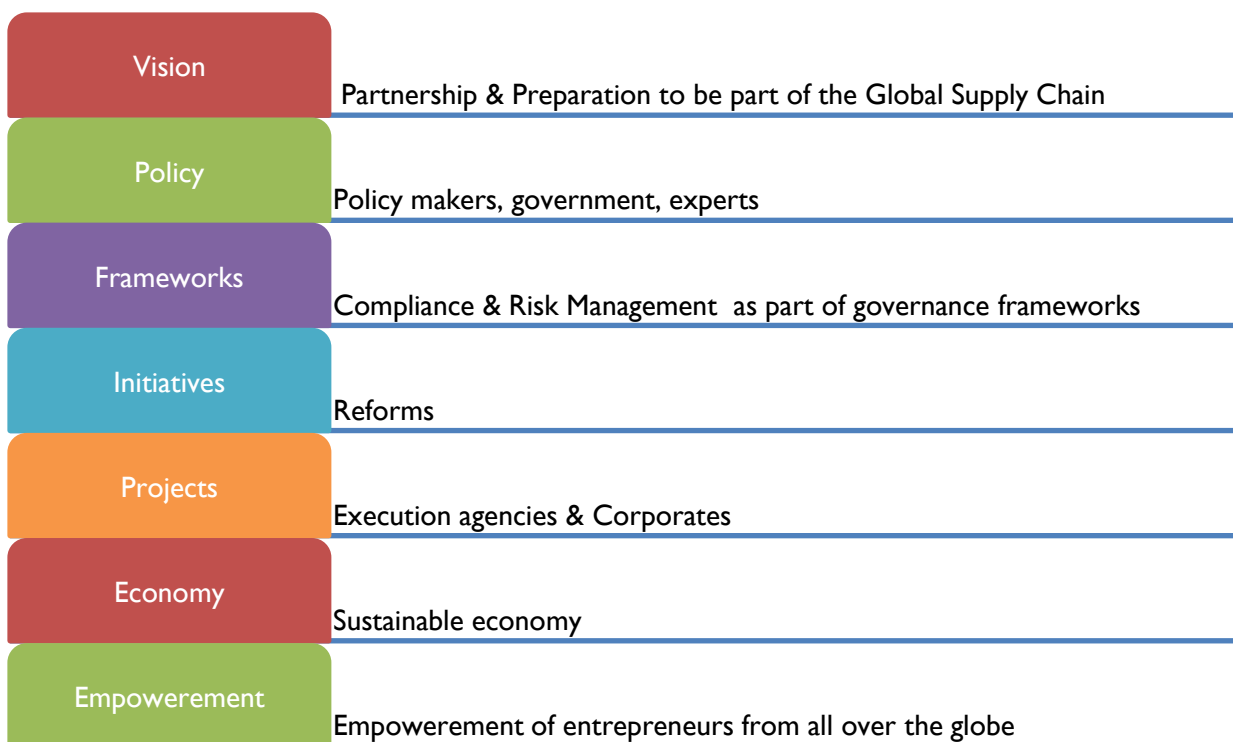 Vision
Partnership & Preparation to be part of the Global Supply Chain
Policy
Policy makers, government, experts
Frameworks
Compliance & Risk Management  as part of governance frameworks
Initiatives
Reforms
Projects
Execution agencies & Corporates
Economy
Sustainable economy
Empowerement
Empowerement of entrepreneurs from all over the globe